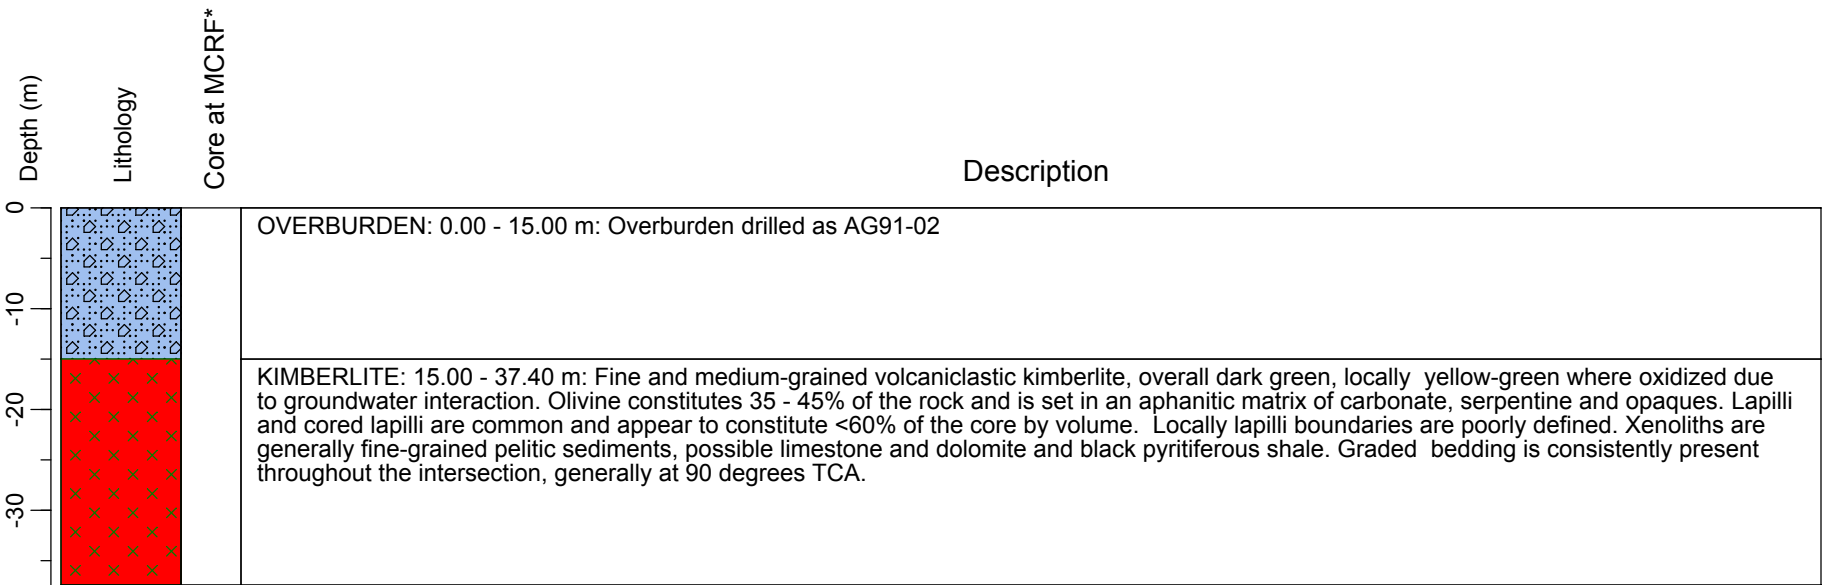 Depth (m)
Lithology
Core at MCRF*
Description
0
OVERBURDEN: 0.00 - 15.00 m: Overburden drilled as AG91-02
-10
KIMBERLITE: 15.00 - 37.40 m: Fine and medium-grained volcaniclastic kimberlite, overall dark green, locally  yellow-green where oxidized due
to groundwater interaction. Olivine constitutes 35 - 45% of the rock and is set in an aphanitic matrix of carbonate, serpentine and opaques. Lapilli
and cored lapilli are common and appear to constitute <60% of the core by volume.  Locally lapilli boundaries are poorly defined. Xenoliths are
generally fine-grained pelitic sediments, possible limestone and dolomite and black pyritiferous shale. Graded  bedding is consistently present
throughout the intersection, generally at 90 degrees TCA.
-20
-30